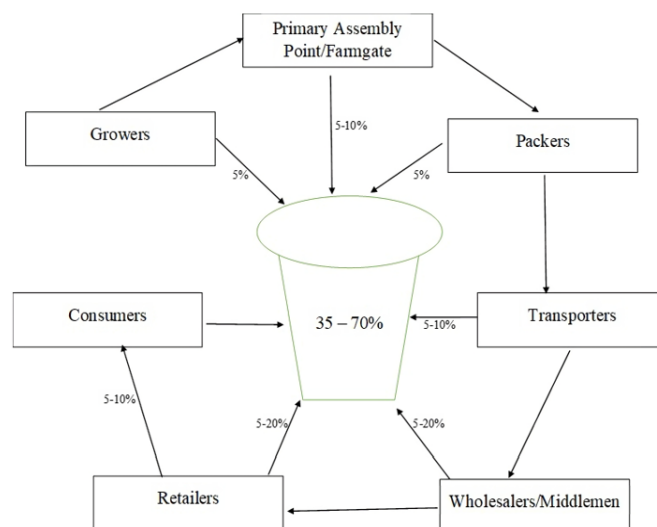 Primary Assembly
Point/Farmgate
Growers
5-10%
Packers
5%
5%
Consumers
35 – 70%
5-10%
Transporters
5-10%
5-20%
5-20%
Retailers
Wholesalers/Middlemen